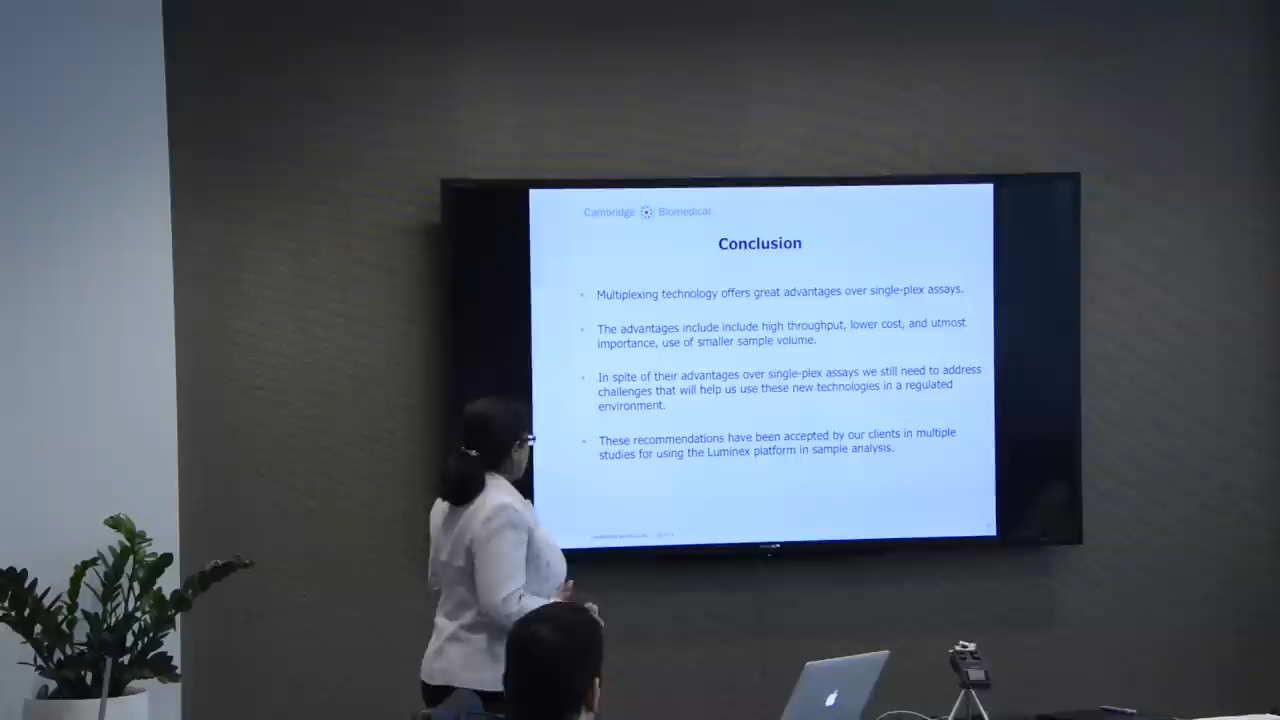 Cambridge Biomedical
Conclusion
• Multiplexing technology offers great advantages over single-plex assays.
• The advantages include include high throughput, lower cost, and utmost
importance, use of smaller sample volume.
• In spite of their advantages over single-plex assays we still need to address
challenges that will help us use these new technologies in a regulated
environment.
• These recommendations have been accepted by our clients in multiple
studies for using the Luminex platform in sample analysis.